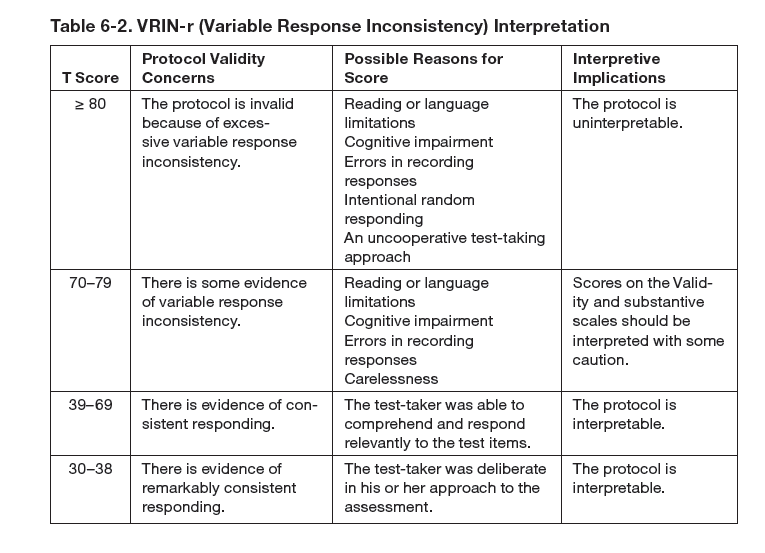 Table 6-2. VRIN-r (Variable Response Inconsistency) Interpretation
T Score
Protocol Validity
Concerns
Possible Reasons for
Score
Interpretive
Implications
≥ 80
The protocol is invalid
because of exces-
sive variable response
inconsistency.
Reading or language
limitations
Cognitive impairment
Errors in recording
responses
Intentional random
responding
An uncooperative test-taking
approach
The protocol is
uninterpretable.
70–79
There is some evidence
of variable response
inconsistency.
Reading or language
limitations
Cognitive impairment
Errors in recording
responses
Carelessness
Scores on the Valid-
ity and substantive
scales should be
interpreted with some
caution.
39–69
There is evidence of con-
sistent responding.
The test-taker was able to
comprehend and respond
relevantly to the test items.
The protocol is
interpretable.
30–38
There is evidence of
remarkably consistent
responding.
The test-taker was deliberate
in his or her approach to the
assessment.
The protocol is
interpretable.